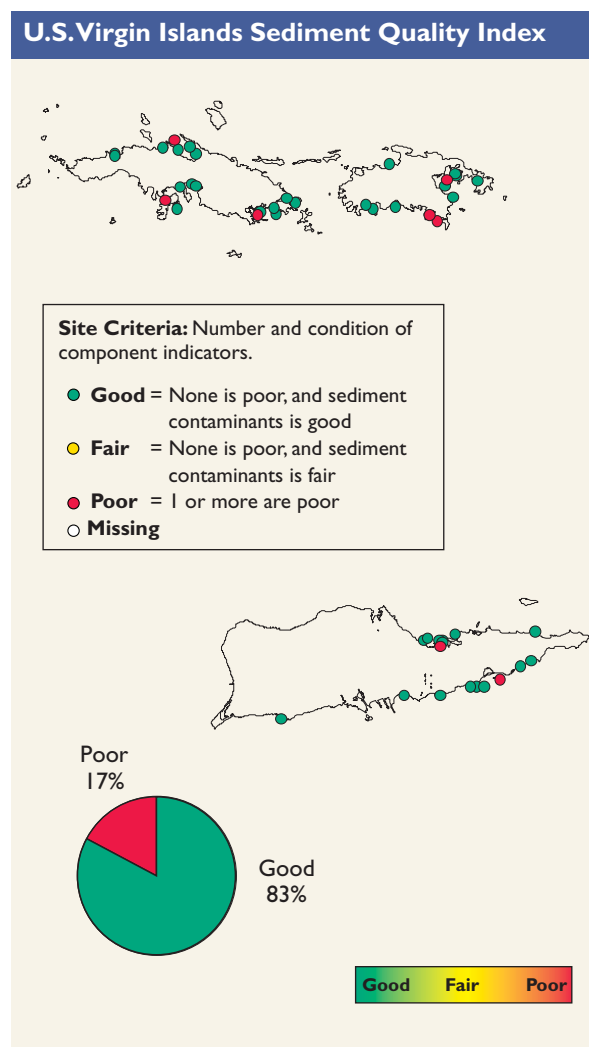 U.S. Virgin Islands Sediment Quality Index
Site Criteria: Number and condition of
component indicators.
Good = None is poor, and sediment
contaminants is good
Fair = None is poor, and sediment
contaminants is fair
Poor = 1 or more are poor
Missing
Poor
17%
Good
83%
Good Fair Poor